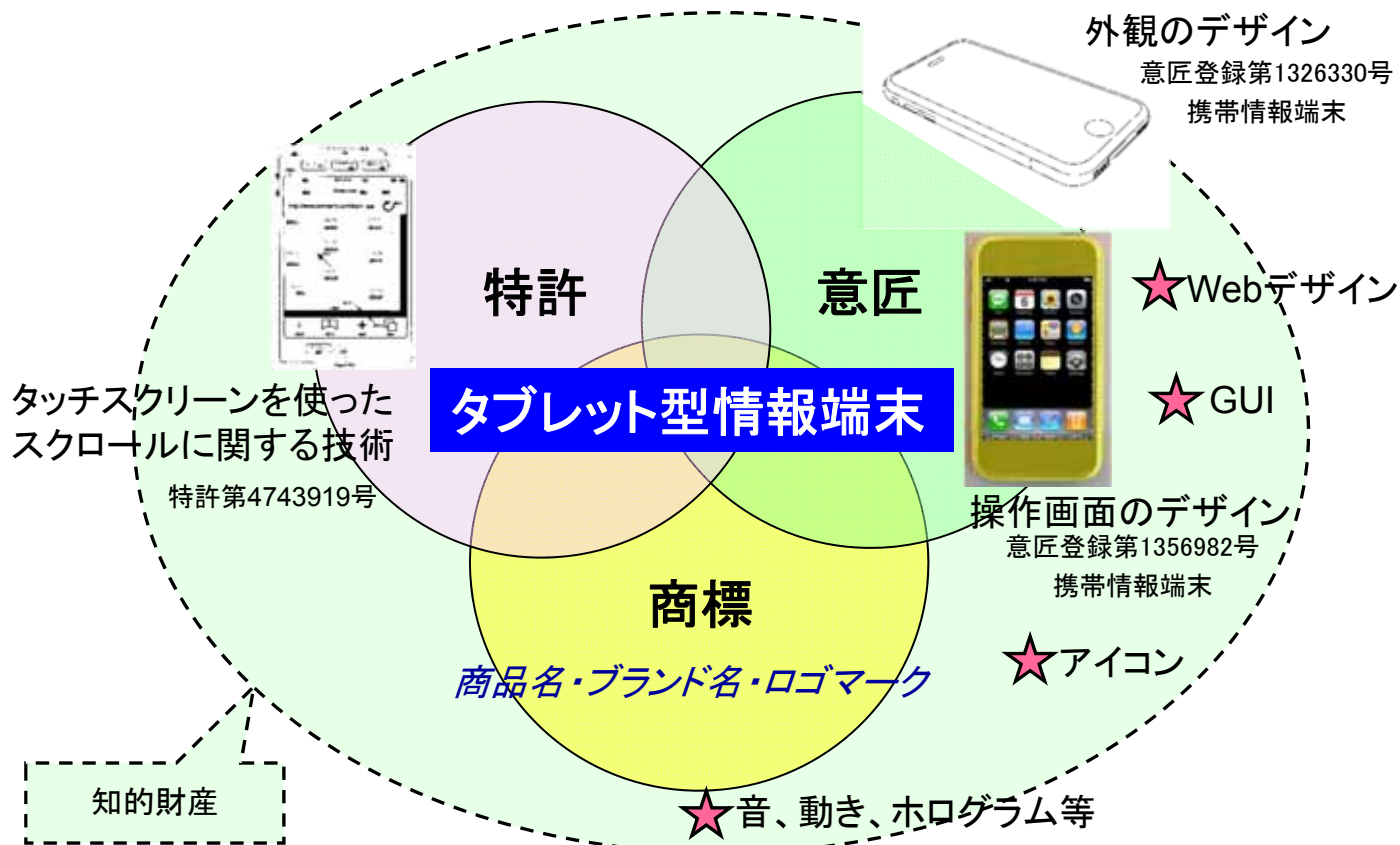 外観のデザイン
意匠登録第1326330号
携帯情報端末
特許
意匠
Webデザイン
GUI
タッチスクリーンを使った
スクロールに関する技術
特許第4743919号
タブレット型情報端末
操作画面のデザイン
意匠登録第1356982号
携帯情報端末
商標
商品名・ブランド名・ロゴマーク
アイコン
知的財産
音、動き、ホログラム等